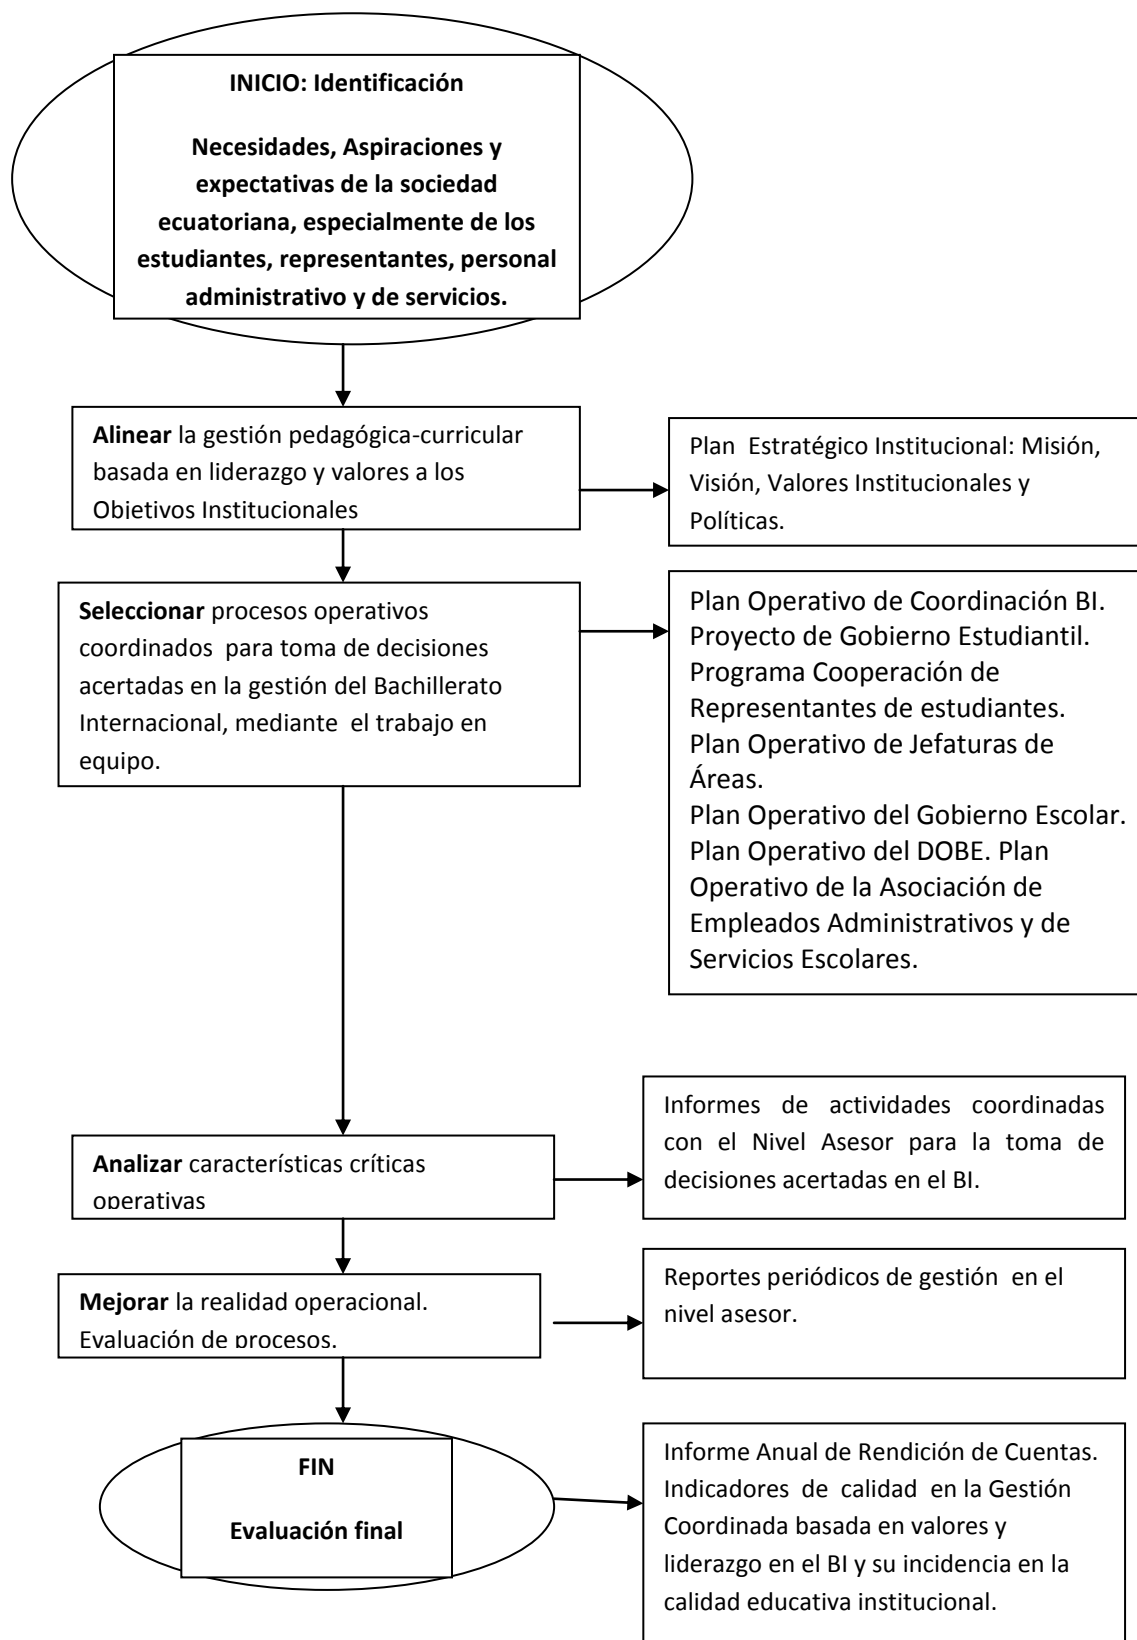 INICIO: Identificación
Necesidades, Aspiraciones y
expectativas de la sociedad
ecuatoriana, especialmente de los
estudiantes, representantes, personal
administrativo y de servicios.
Alinear la gestión pedagógica-curricular
basada en liderazgo y valores a los
Objetivos Institucionales
Plan Estratégico Institucional: Misión,
Visión, Valores Institucionales y
Políticas.
Seleccionar procesos operativos
coordinados para toma de decisiones
acertadas en la gestión del Bachillerato
Internacional, mediante el trabajo en
equipo.
Plan Operativo de Coordinación BI.
Proyecto de Gobierno Estudiantil.
Programa Cooperación de
Representantes de estudiantes.
Plan Operativo de Jefaturas de
Áreas.
Plan Operativo del Gobierno Escolar.
Plan Operativo del DOBE. Plan
Operativo de la Asociación de
Empleados Administrativos y de
Servicios Escolares.
Analizar características críticas
operativas
Informes de actividades coordinadas
con el Nivel Asesor para la toma de
decisiones acertadas en el BI.
Mejorar la realidad operacional.
Evaluación de procesos.
Reportes periódicos de gestión en el
nivel asesor.
FIN
Evaluación final
Informe Anual de Rendición de Cuentas.
Indicadores de calidad en la Gestión
Coordinada basada en valores y
liderazgo en el BI y su incidencia en la
calidad educativa institucional.